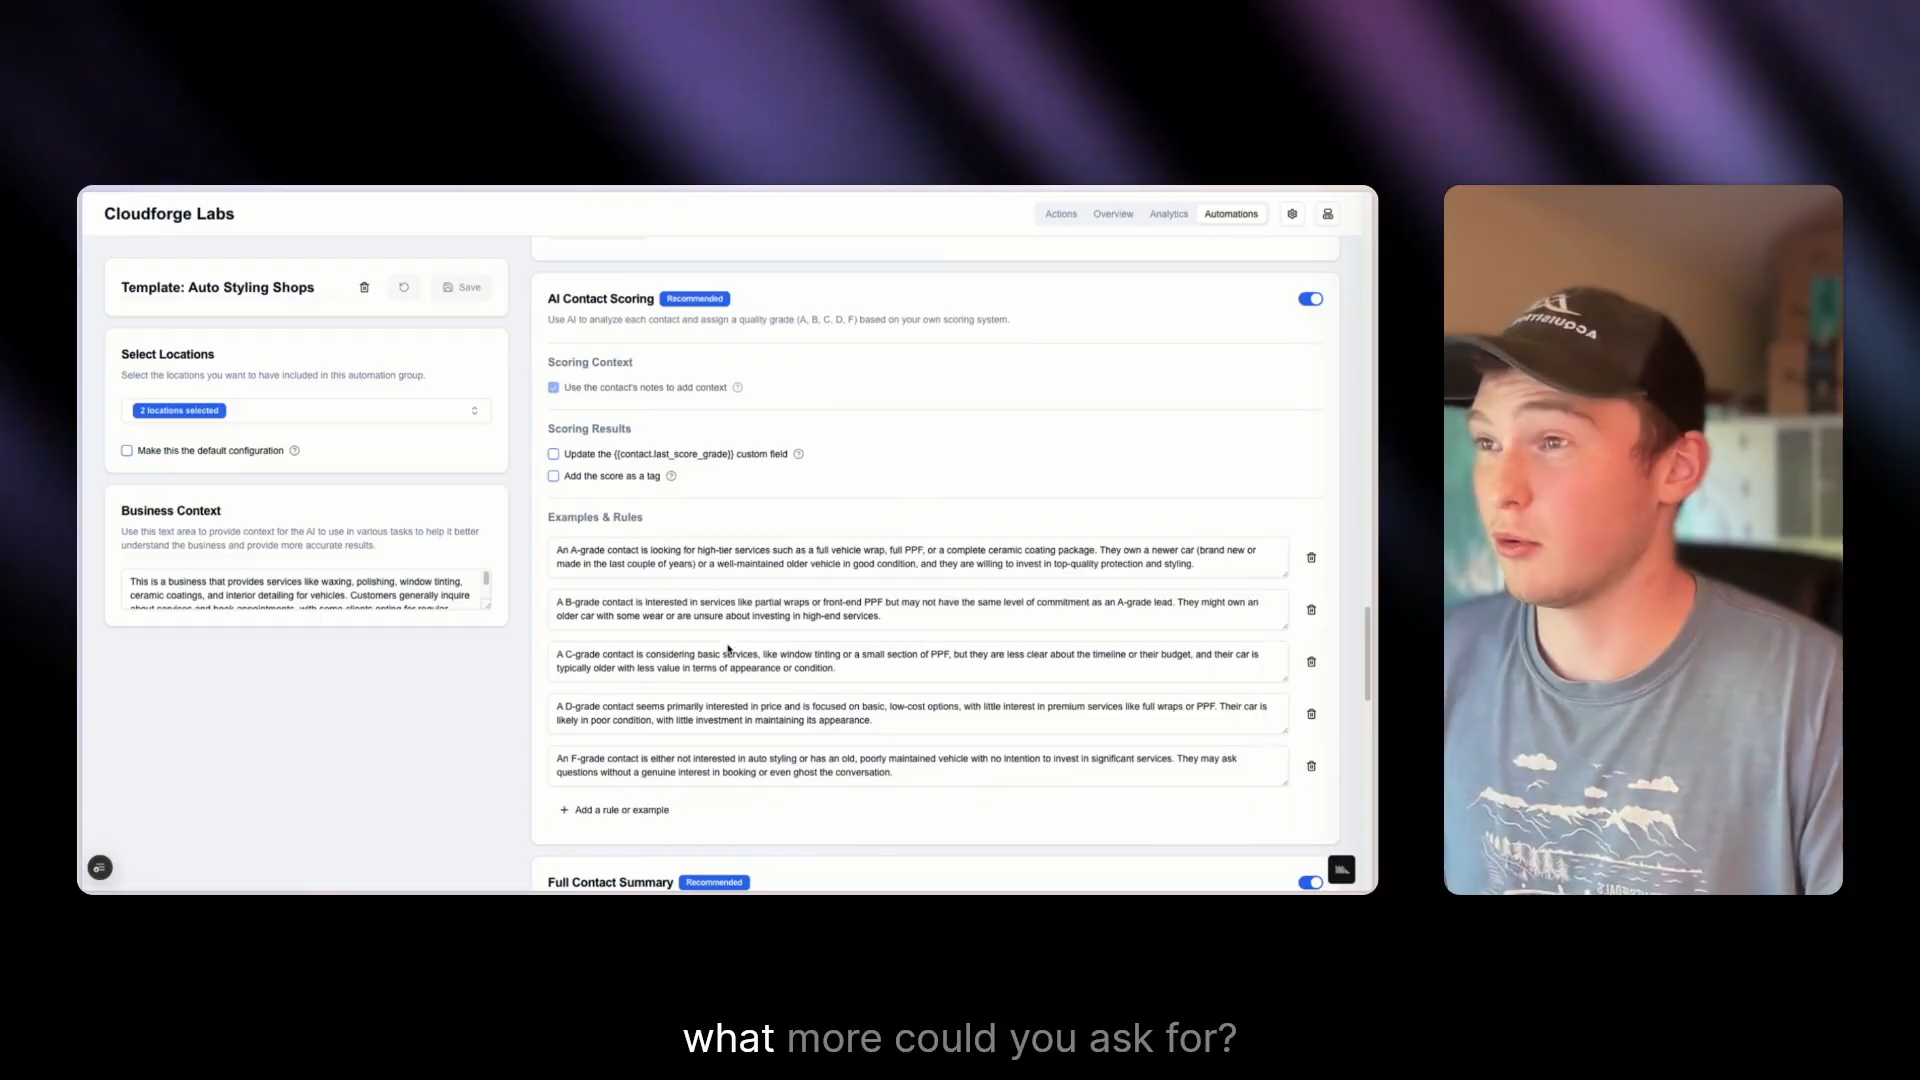 Cloudforge Labs
Actions
Overview
Analytics
Automations
Template: Auto Styling Shops
Save
Select Locations
Select the locations you want to have included in this automation group.
2 locations selected
Make this the default configuration
Business Context
Use this text area to provide context for the AI to use in various tasks to help it better
understand the business and provide more accurate results.
This is a business that provides services like waxing, polishing, window tinting,
ceramic coatings, and interior detailing for vehicles. Customers generally inquire
about services and book appointments, with some clients opting for regular
AI Contact Scoring
Recommended
Use AI to analyze each contact and assign a quality grade (A, B, C, D, F) based on your own scoring system.
Scoring Context
Use the contact's notes to add context
Scoring Results
Update the {{contact.last_score_grade}} custom field
Add the score as a tag
Examples & Rules
An A-grade contact is looking for high-tier services such as a full vehicle wrap, full PPF, or a complete ceramic coating package. They own a newer car (brand new or
made in the last couple of years) or a well-maintained older vehicle in good condition, and they are willing to invest in top-quality protection and styling.
A B-grade contact is interested in services like partial wraps or front-end PPF but may not have the same level of commitment as an A-grade lead. They might own an
older car with some wear or are unsure about investing in high-end services.
A C-grade contact is considering basic services, like window tinting or a small section of PPF, but they are less clear about the timeline or their budget, and their car is
typically older with less value in terms of appearance or condition.
A D-grade contact seems primarily interested in price and is focused on basic, low-cost options, with little interest in premium services like full wraps or PPF. Their car is
likely in poor condition, with little investment in maintaining its appearance.
An F-grade contact is either not interested in auto styling or has an old, poorly maintained vehicle with no intention to invest in significant services. They may ask
questions without a genuine interest in booking or even ghost the conversation.
+ Add a rule or example
Full Contact Summary
Recommended
what more could you ask for?